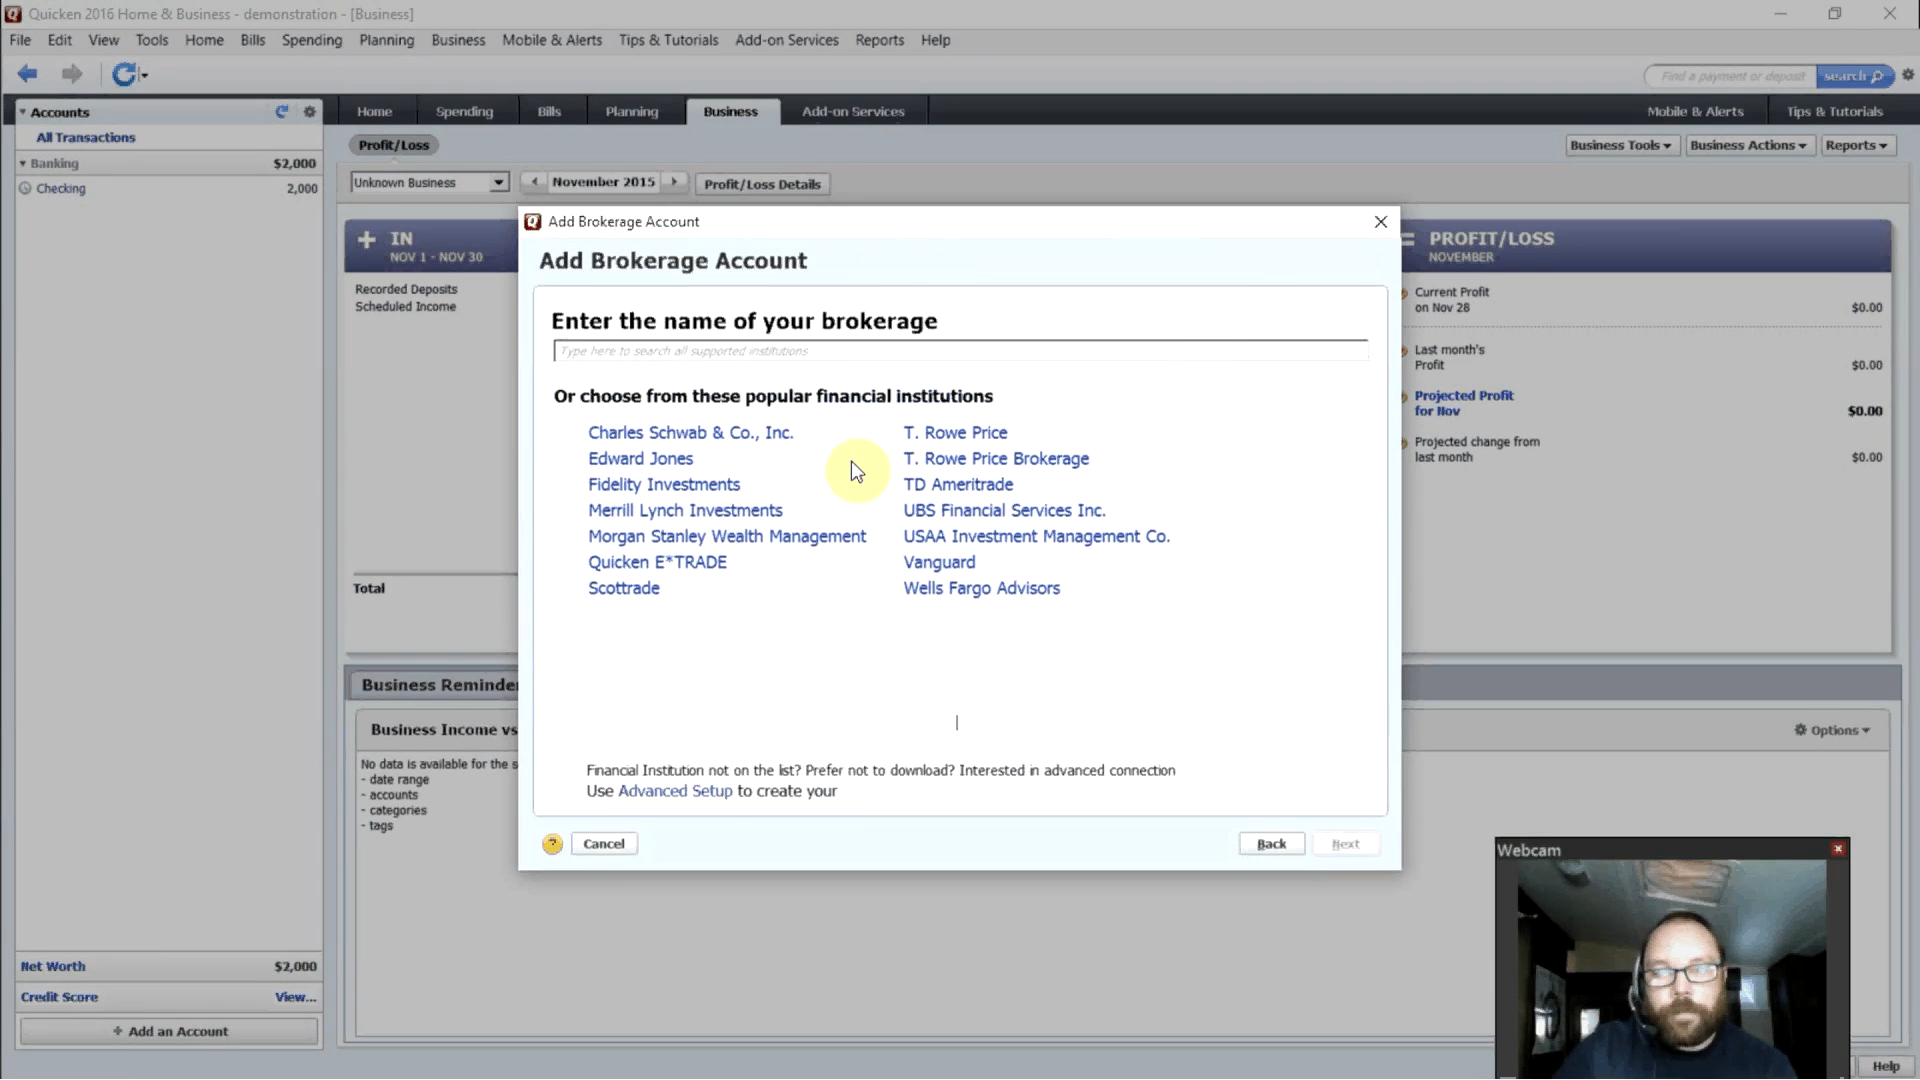 Quicken 2016 Home & Business - demonstration - [Business]
File Edit View Tools Home Bills Spending Planning Business Mobile & Alerts Tips & Tutorials Add-on Services Reports Help
Find a payment or deposit search
Accounts
Home Spending Bills Planning Business Add-on Services Mobile & Alerts Tips & Tutorials
All Transactions
Profit/Loss Business Tools Business Actions Reports
Banking $2,000
Checking 2,000
Unknown Business November 2015 Profit/Loss Details
Add Brokerage Account
IN
NOV 1 - NOV 30
Recorded Deposits
Scheduled Income
Total
Add Brokerage Account
Enter the name of your brokerage
Type here to search all supported institutions
Or choose from these popular financial institutions
Charles Schwab & Co., Inc. T. Rowe Price
Edward Jones T. Rowe Price Brokerage
Fidelity Investments TD Ameritrade
Merrill Lynch Investments UBS Financial Services Inc.
Morgan Stanley Wealth Management USAA Investment Management Co.
Quicken E*TRADE Vanguard
Scottrade Wells Fargo Advisors
Financial Institution not on the list? Prefer not to download? Interested in advanced connection
Use Advanced Setup to create your
Cancel Back Next
PROFIT/LOSS
NOVEMBER
Current Profit
on Nov 28 $0.00
Last month's
Profit $0.00
Projected Profit
for Nov $0.00
Projected change from
last month $0.00
Business Reminde
Business Income vs
Options
No data is available for the s
- date range
- accounts
- categories
- tags
Net Worth $2,000
Credit Score View...
+ Add an Account
Webcam
Help